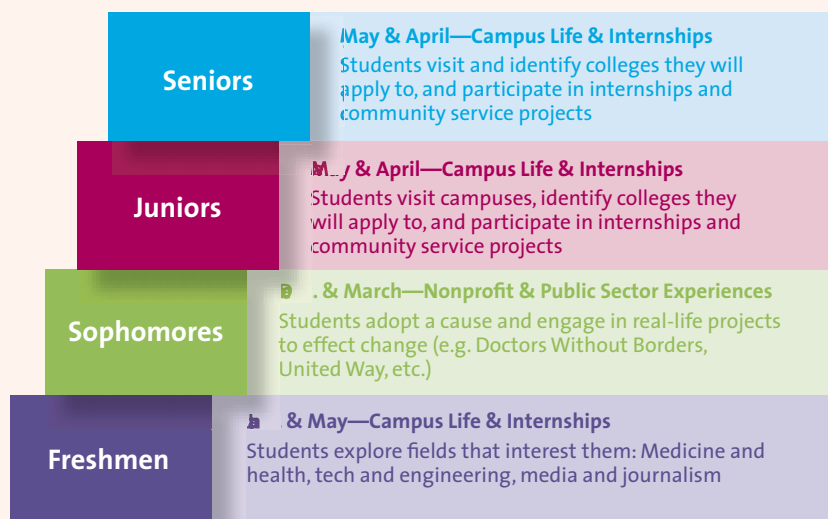 Seniors
May & April—Campus Life & Internships
Students visit and identify colleges they will
apply to, and participate in internships and
community service projects
Juniors
May & April—Campus Life & Internships
Students visit campuses, identify colleges they
will apply to, and participate in internships and
community service projects
Sophomores
& March—Nonprofit & Public Sector Experiences
Students adopt a cause and engage in real-life projects
to effect change (e.g. Doctors Without Borders,
United Way, etc.)
Freshmen
& May—Campus Life & Internships
Students explore fields that interest them: Medicine and
health, tech and engineering, media and journalism